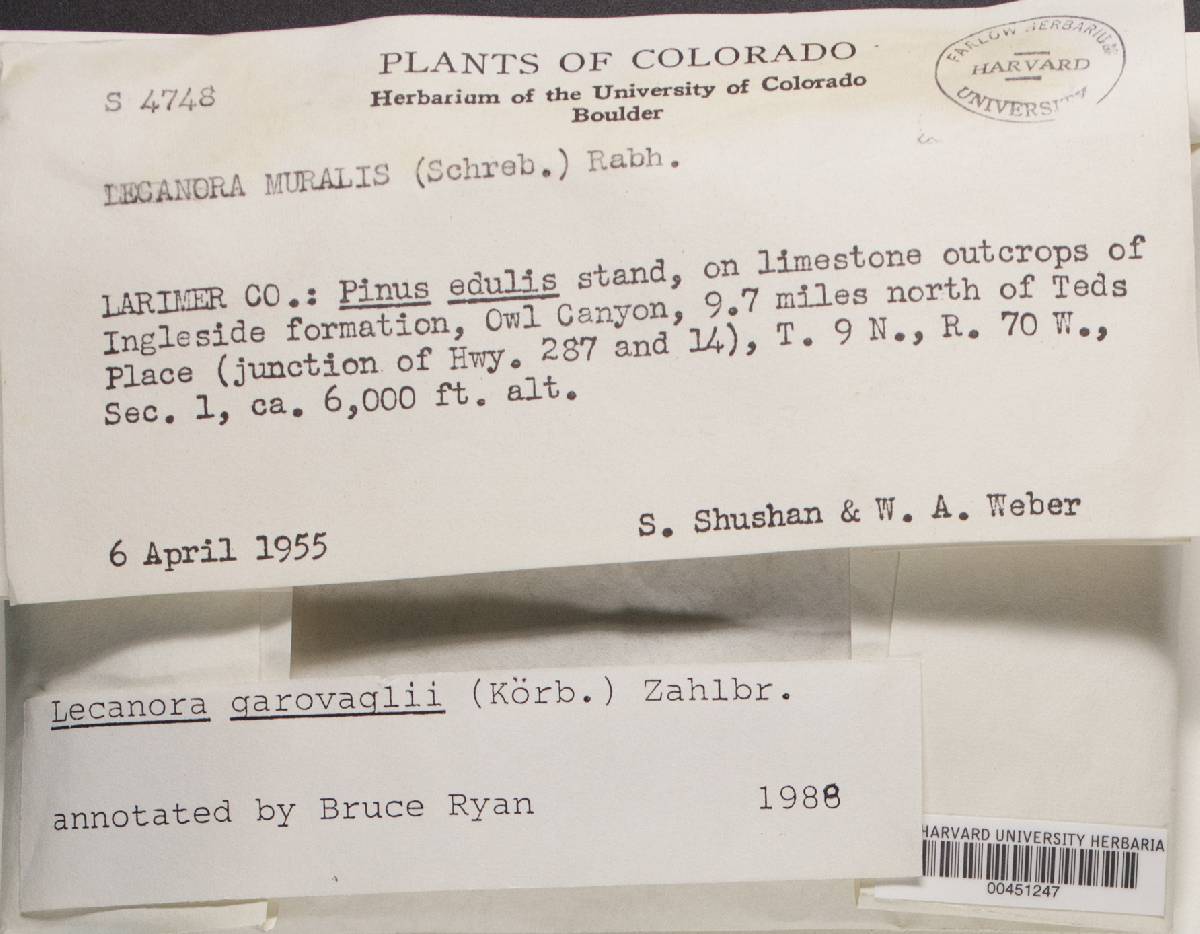 PLANTS OF COLORADO
Herbarium of the University of Colorado
Boulder
S 4748
FARLOW HERBARIUM
HARVARD
UNIVERSITY
LECANORA MURALIS (Schreb.) Rabh.
LARIMER CO.: Pinus edulis stand, on limestone outcrops of
Ingleside formation, Owl Canyon, 9.7 miles north of Teds
Place (junction of Hwy. 287 and 14), T. 9 N., R. 70 W.,
Sec. 1, ca. 6,000 ft. alt.
6 April 1955
S. Shushan & W. A. Weber
Lecanora garovaglii (Körb.) Zahlbr.
annotated by Bruce Ryan 1988
HARVARD UNIVERSITY HERBARIA
00451247